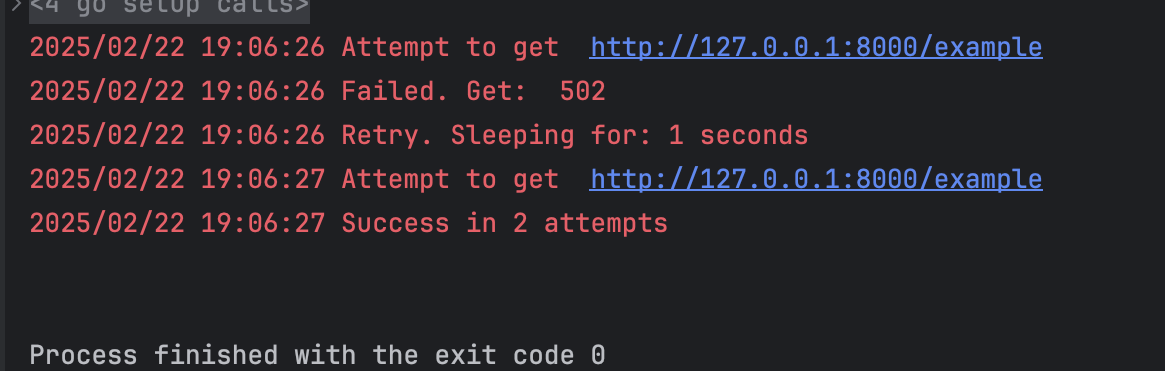 <4 go setup calls>
2025/02/22 19:06:26 Attempt to get  http://127.0.0.1:8000/example
2025/02/22 19:06:26 Failed. Get:  502
2025/02/22 19:06:26 Retry. Sleeping for: 1 seconds
2025/02/22 19:06:27 Attempt to get  http://127.0.0.1:8000/example
2025/02/22 19:06:27 Success in 2 attempts
Process finished with the exit code 0